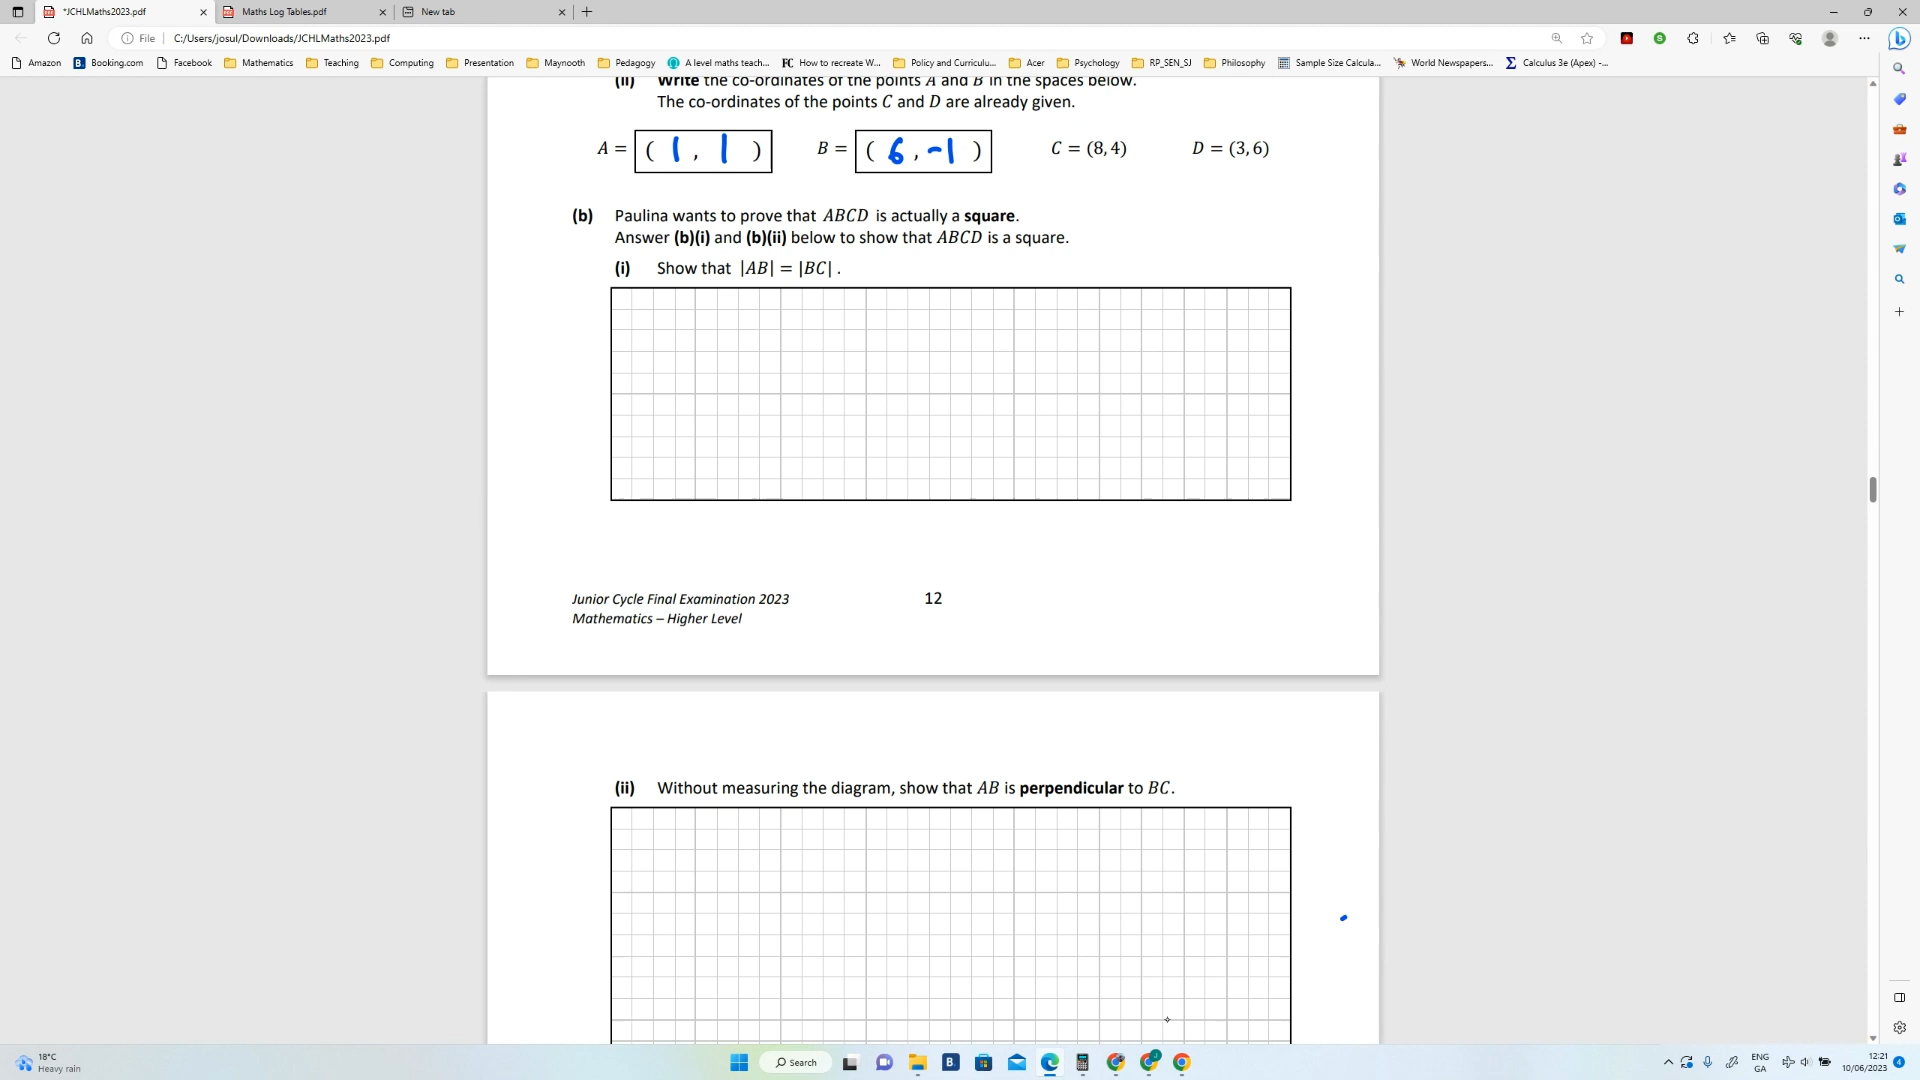 *JCHLMaths2023.pdf
Maths Log Tables.pdf
New tab
File
C:/Users/josul/Downloads/JCHLMaths2023.pdf
Amazon
Booking.com
Facebook
Mathematics
Teaching
Computing
Presentation
Maynooth
Pedagogy
A level maths teach...
How to recreate W...
Policy and Curriculu...
Acer
Psychology
RP_SEN_SJ
Philosophy
Sample Size Calcula...
World Newspapers...
Calculus 3e (Apex) -...
(ii) Write the co-ordinates of the points A and B in the spaces below.
The co-ordinates of the points C and D are already given.
A = ( 1 , 1 ) B = ( 6 , -1 ) C = (8, 4) D = (3, 6)
(b) Paulina wants to prove that ABCD is actually a square.
Answer (b)(i) and (b)(ii) below to show that ABCD is a square.
(i) Show that |AB| = |BC| .
Junior Cycle Final Examination 2023
12
Mathematics – Higher Level
(ii) Without measuring the diagram, show that AB is perpendicular to BC.
18°C
Heavy rain
Search
ENG
GA
12:21
10/06/2023
4